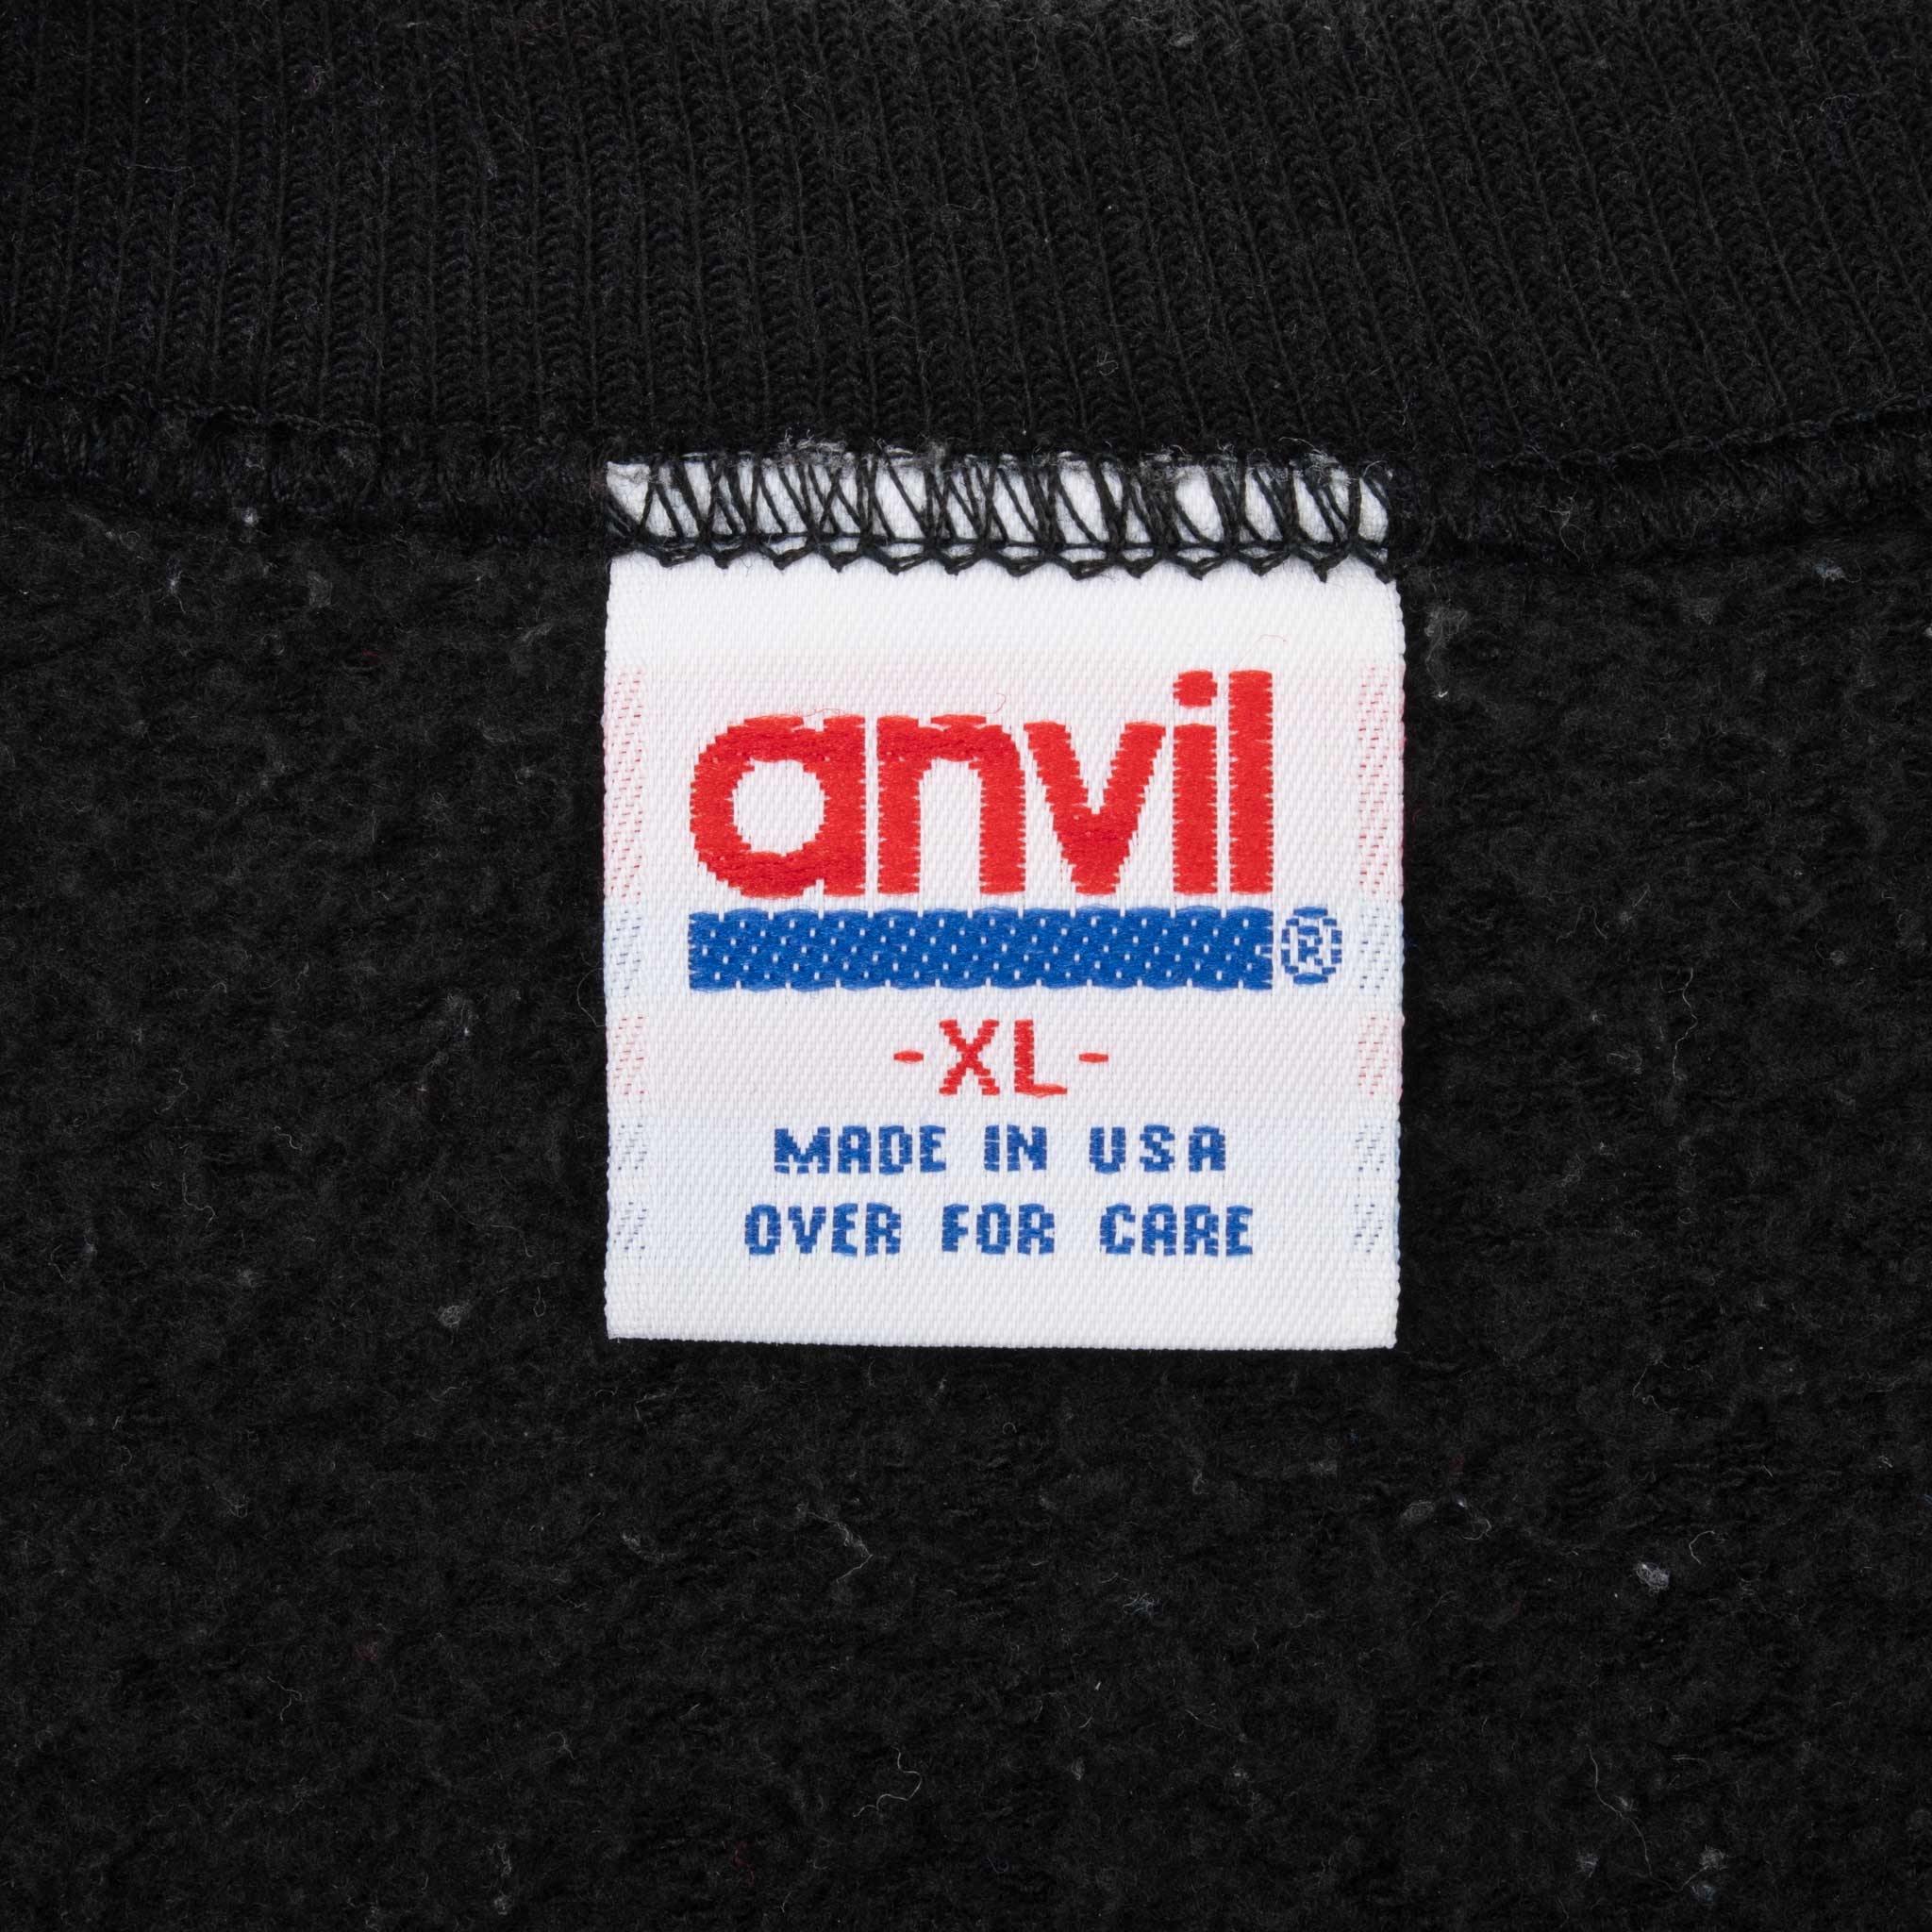 anvil
®
-XL-
MADE IN USA
OVER FOR CARE